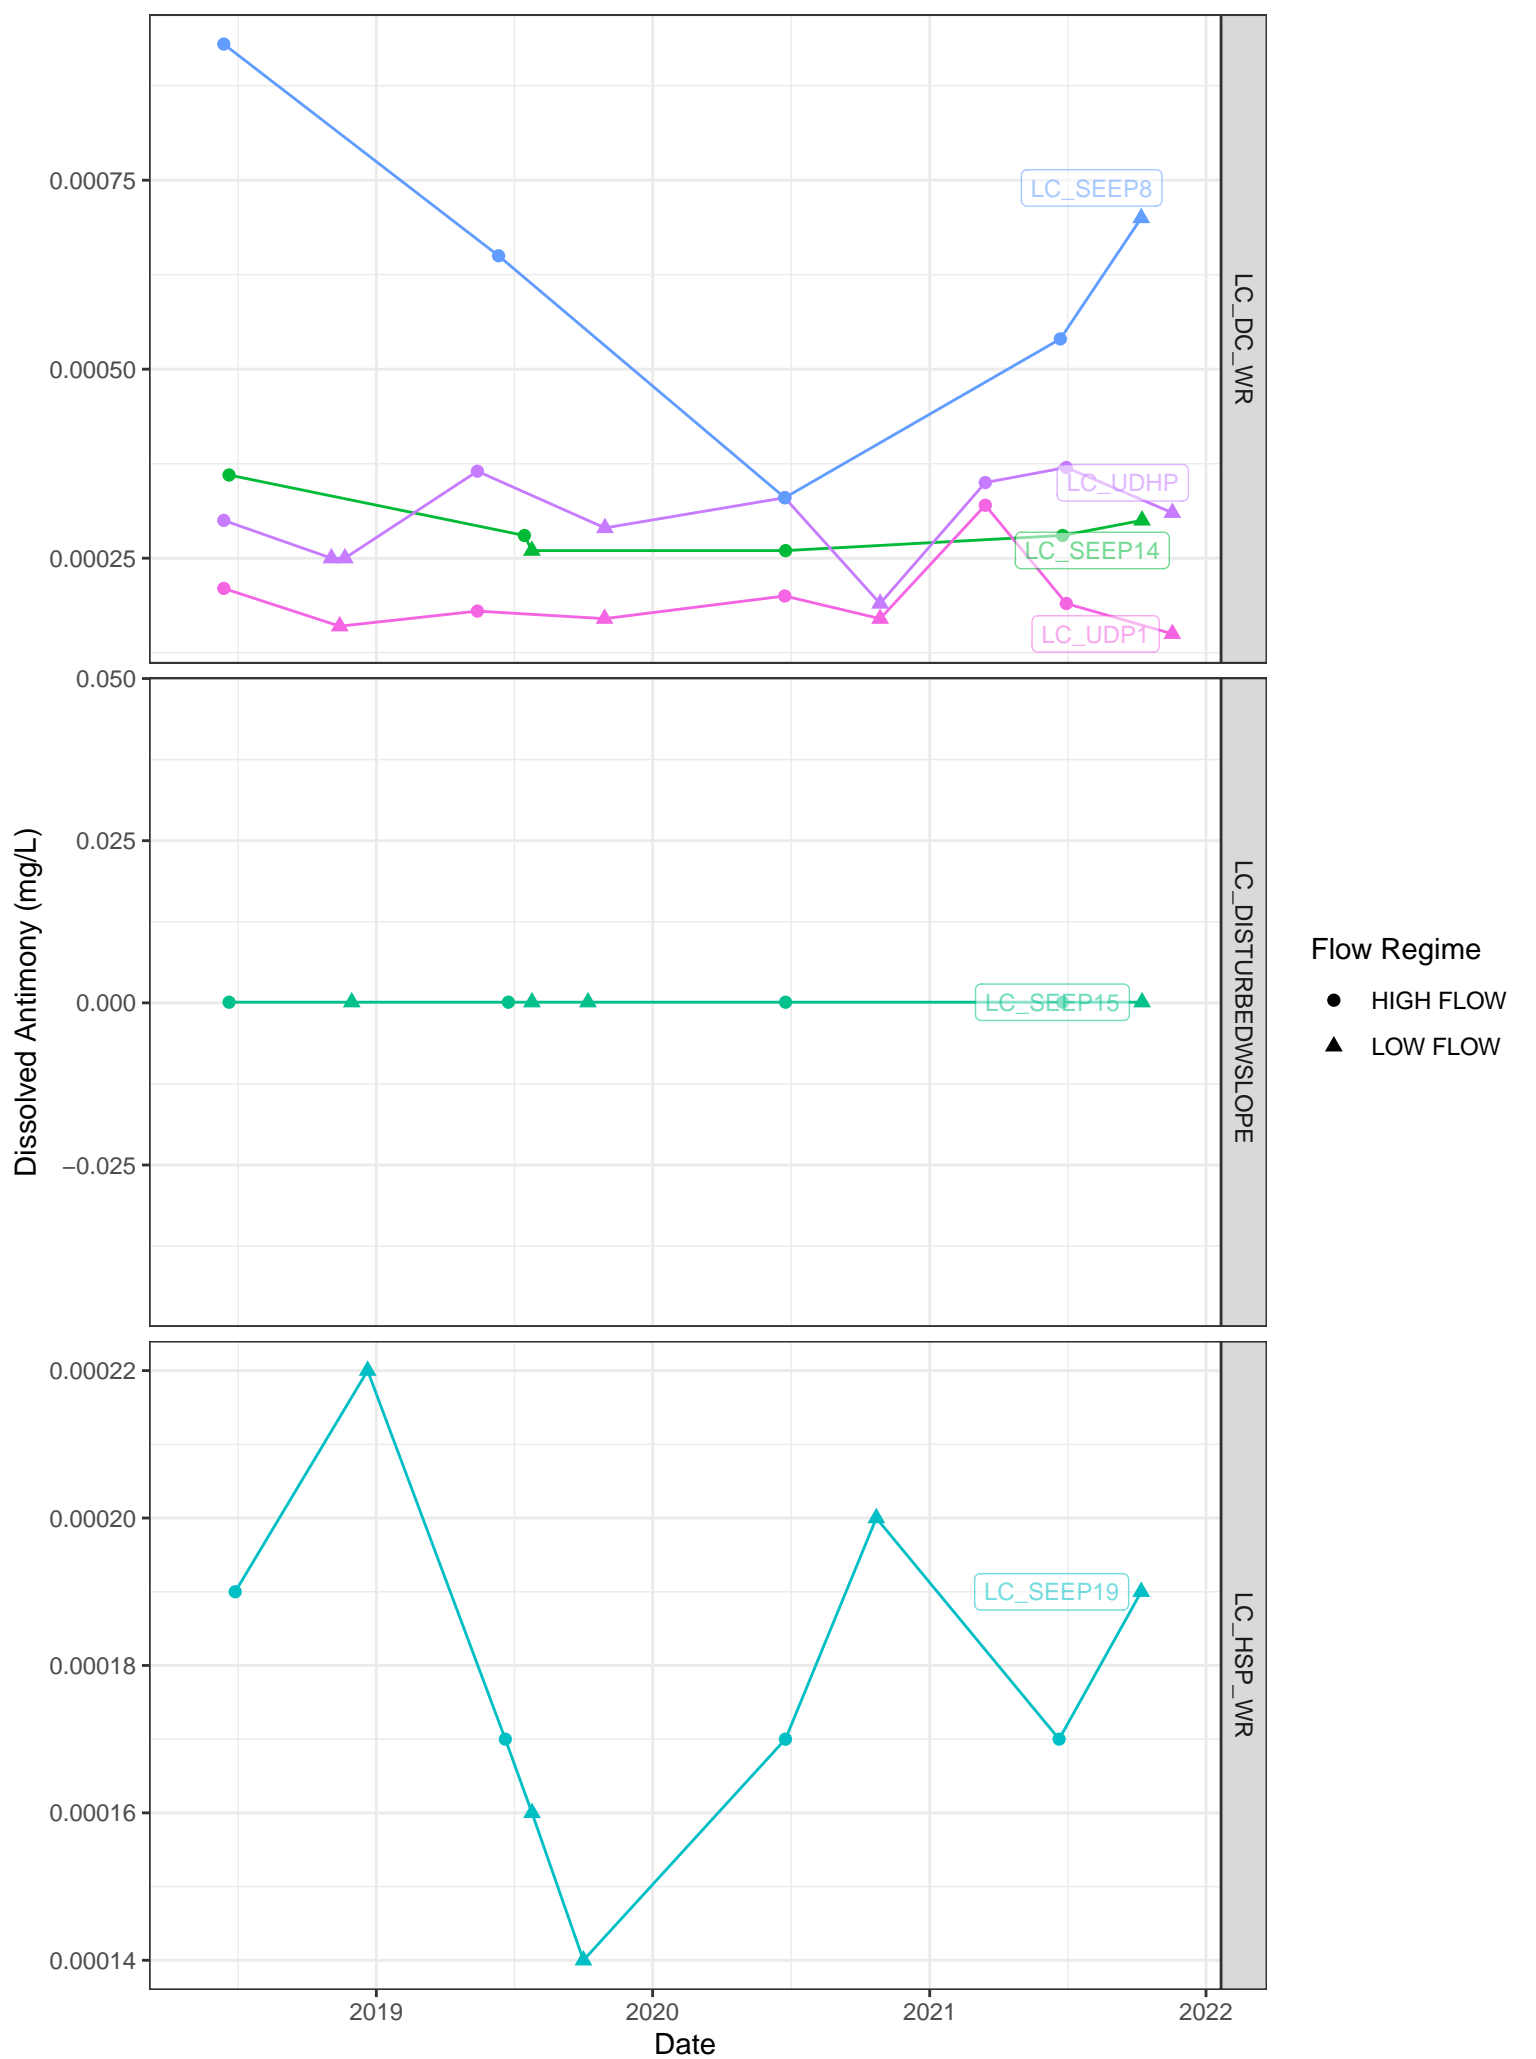 0.00075
0.00050
0.00025
LC_SEEP8
LC_UDHP
LC_SEEP14
LC_UDP1
LC_DC_WR
0.050
0.025
0.000
−0.025
LC_SEEP15
LC_DISTURBEDWSLOPE
0.00022
0.00020
0.00018
0.00016
0.00014
LC_SEEP19
LC_HSP_WR
2019 2020 2021 2022
Date
Dissolved Antimony (mg/L)
Flow Regime
HIGH FLOW
LOW FLOW